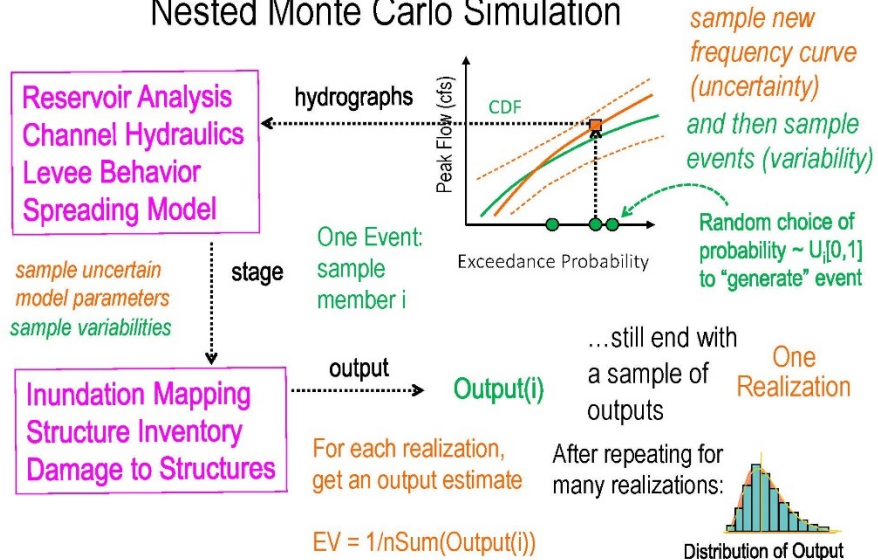 Nested Monte Carlo Simulation
sample new
frequency curve
(uncertainty)
and then sample
events (variability)
Reservoir Analysis
Channel Hydraulics
Levee Behavior
Spreading Model
hydrographs
CDF
Peak Flow (cfs)
Exceedance Probability
Random choice of
probability ~ Ui[0,1]
to “generate” event
One Event:
sample
member i
sample uncertain
model parameters
sample variabilities
stage
Inundation Mapping
Structure Inventory
Damage to Structures
output
Output(i)
…still end with
a sample of
outputs
One
Realization
For each realization,
get an output estimate
EV = 1/nSum(Output(i))
After repeating for
many realizations:
Distribution of Output